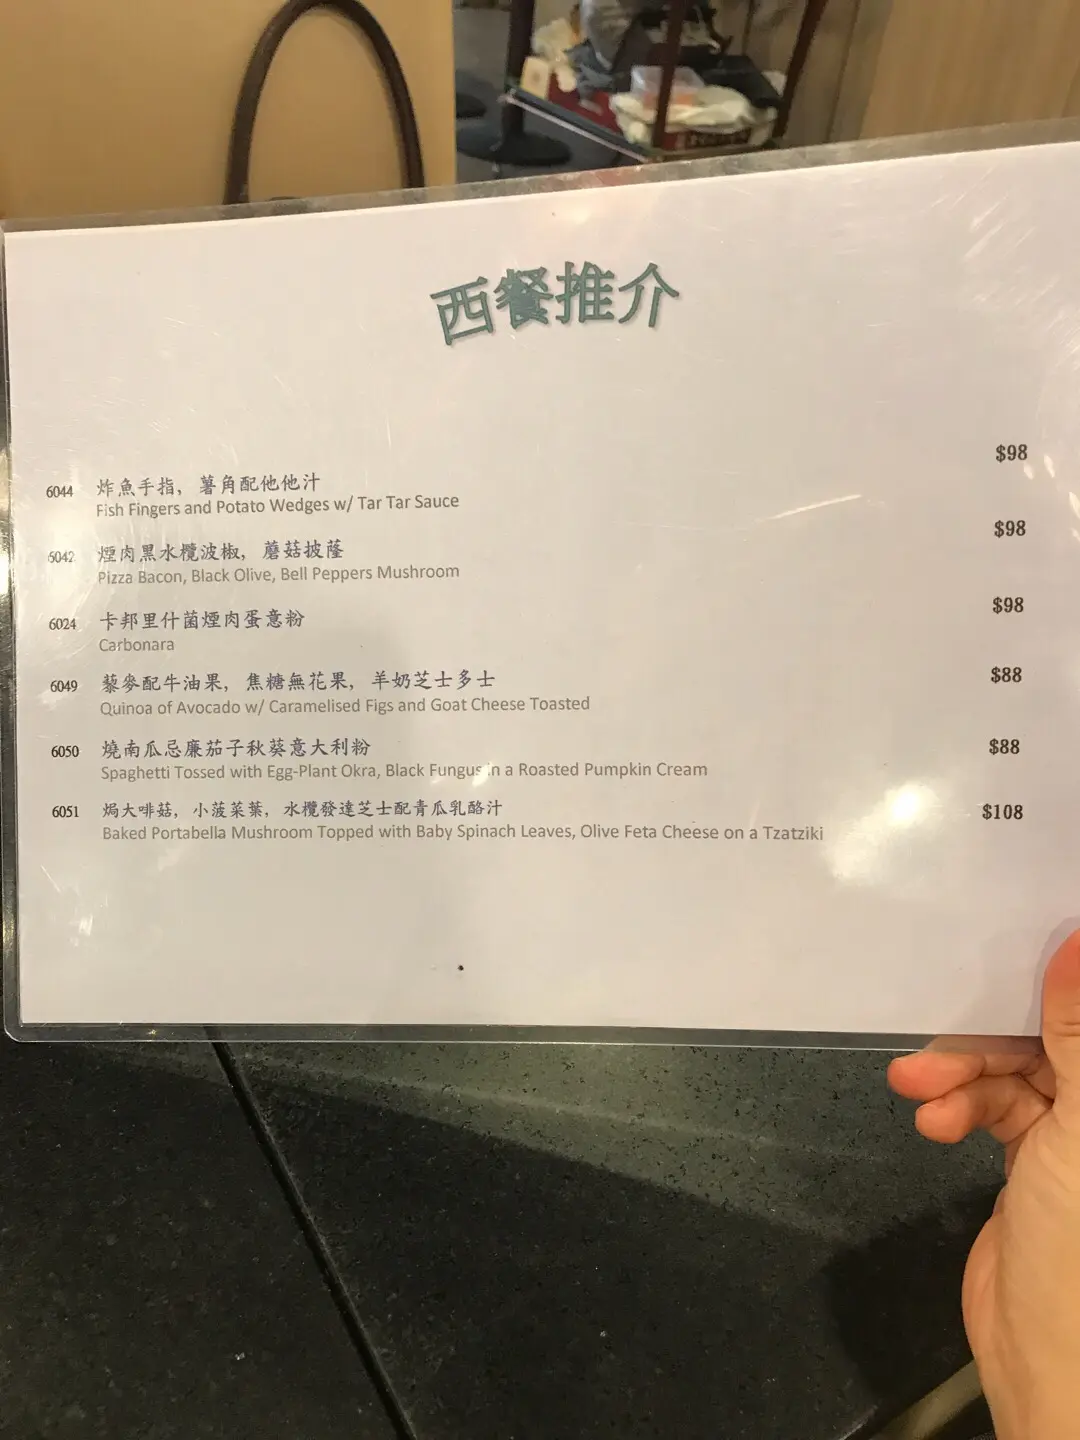 西餐推介
6044 炸魚手指, 薯角配他他汁 $98
Fish Fingers and Potato Wedges w/ Tar Tar Sauce
6042 煙肉黑水欖波椒, 蘑菇披薩 $98
Pizza Bacon, Black Olive, Bell Peppers Mushroom
6024 卡邦里什菌煙肉蛋意粉 $98
Carbonara
6049 藜麥配牛油果, 焦糖無花果, 羊奶芝士多士 $88
Quinoa of Avocado w/ Caramelised Figs and Goat Cheese Toasted
6050 燒南瓜忌廉茄子秋葵意大利粉 $88
Spaghetti Tossed with Egg-Plant Okra, Black Fungus in a Roasted Pumpkin Cream
6051 焗大啡菇, 小菠菜葉, 水欖發達芝士配青瓜乳酪汁 $108
Baked Portabella Mushroom Topped with Baby Spinach Leaves, Olive Feta Cheese on a Tzatziki